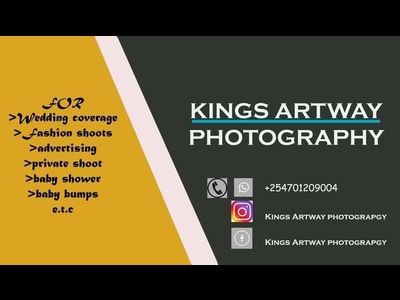 FOR
>Wedding coverage
>Fashion shoots
>advertising
>private shoot
>baby shower
>baby bumps
e.t.c
KINGS ARTWAY
PHOTOGRAPHY
+254701209004
Kings Artway photograpgy
Kings Artway photograpgy